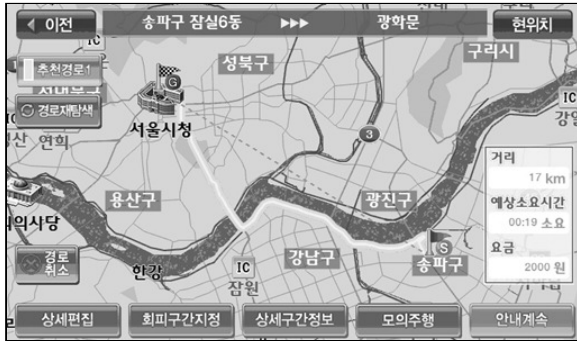 이전
송파구 잠실6동 ▶▶▶ 광화문
현위치
IC
구리시
성북구
추천경로1
경로재탐색
G
서울시청
연희
3
IC
거리
17 km
예상소요시간
00:19 소요
요금
2000 원
용산구
광진구
의사당
S
송파구
강남구
경로
취소
한강
IC
잠원
상세편집
회피구간지정
상세구간정보
모의주행
안내계속